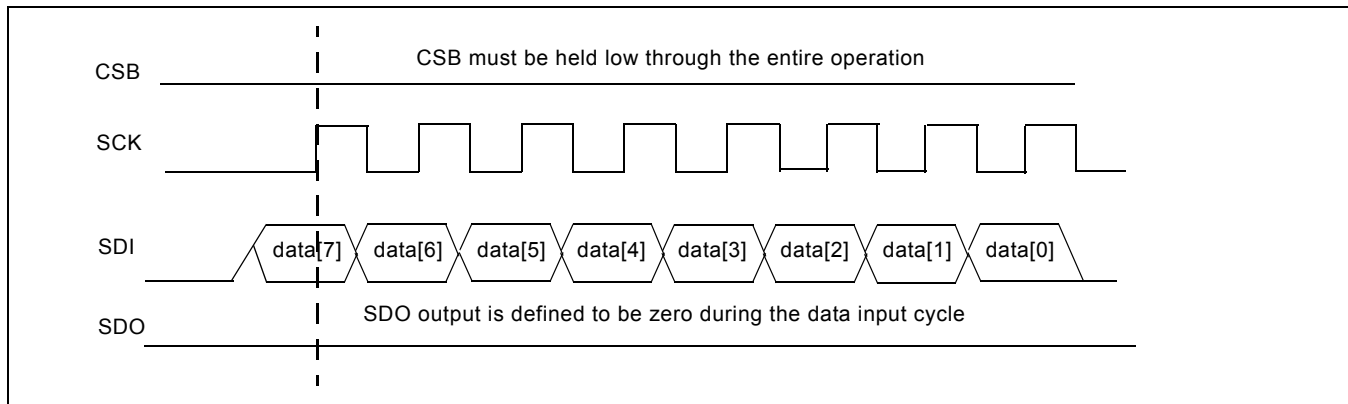 CSB must be held low through the entire operation
CSB
SCK
SDI
data[7] data[6] data[5] data[4] data[3] data[2] data[1] data[0]
SDO output is defined to be zero during the data input cycle
SDO